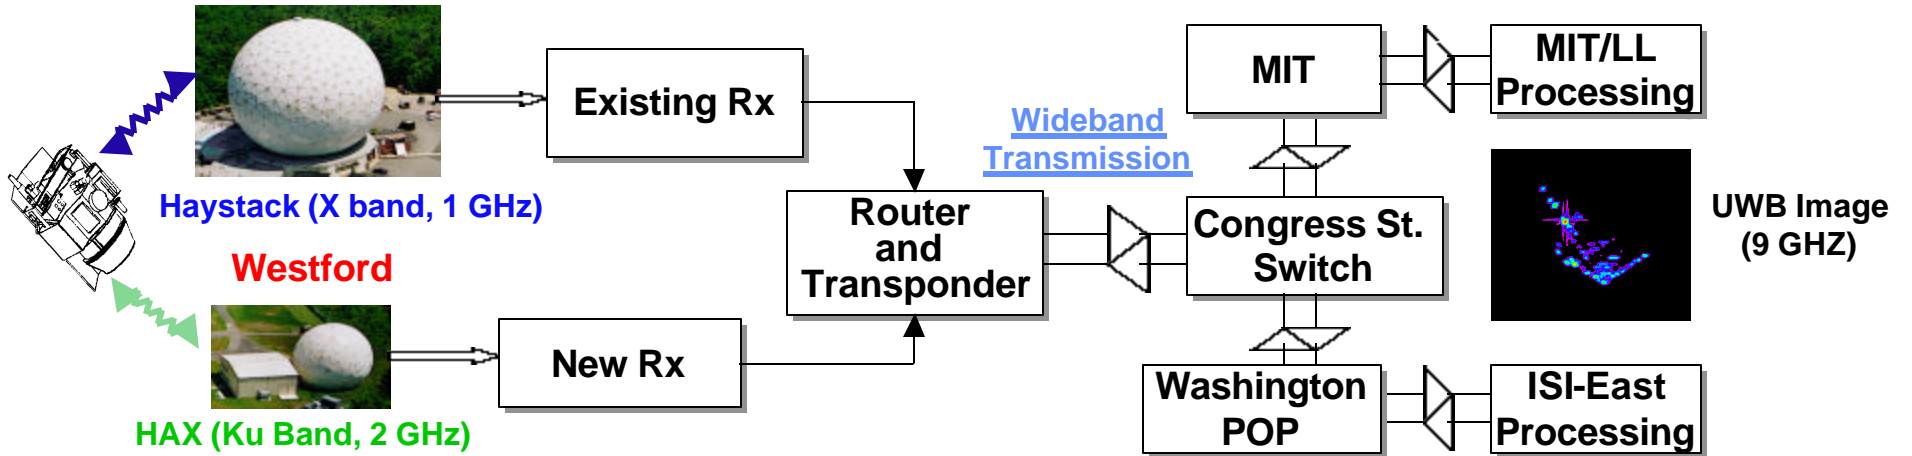 Haystack (X band, 1 GHz)
Westford
HAX (Ku Band, 2 GHz)
Existing Rx
New Rx
Router
and
Transponder
Wideband
Transmission
MIT
Congress St.
Switch
Washington
POP
MIT/LL
Processing
UWB Image
(9 GHZ)
ISI-East
Processing